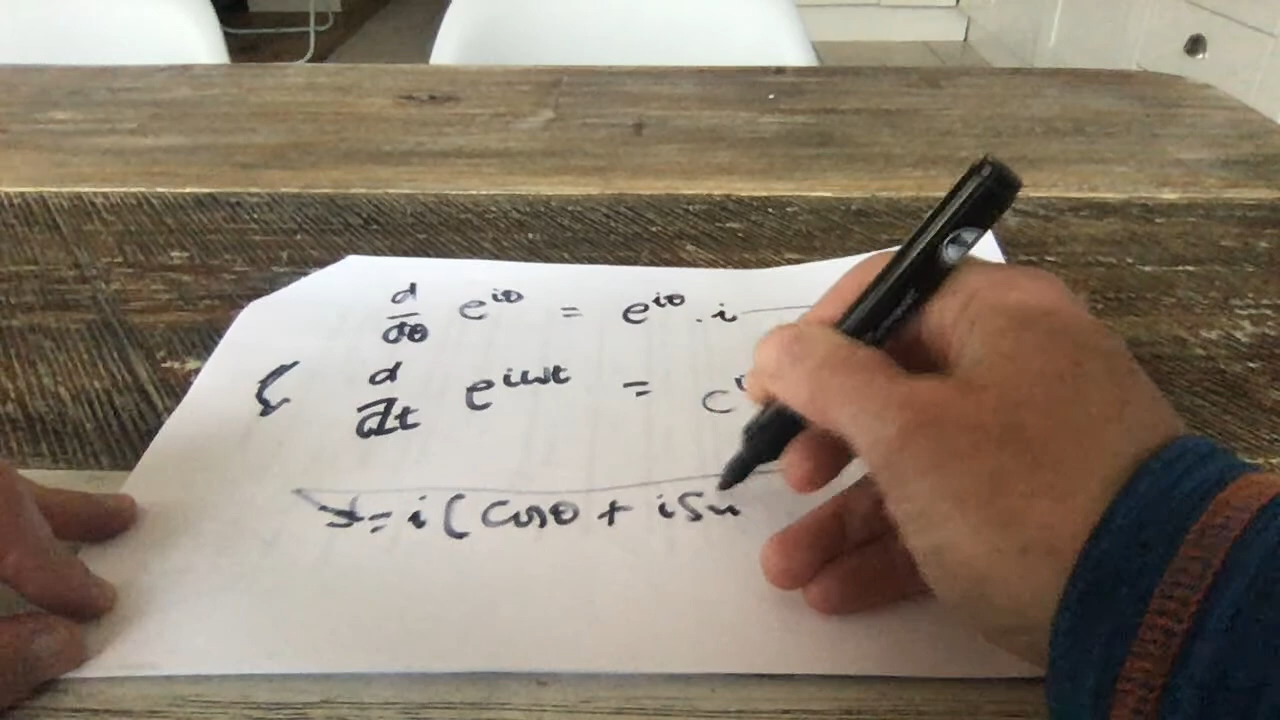 d/dθ e^iθ = e^iθ . i
d/dt e^iωt =
= i ( Cosθ + i Sin